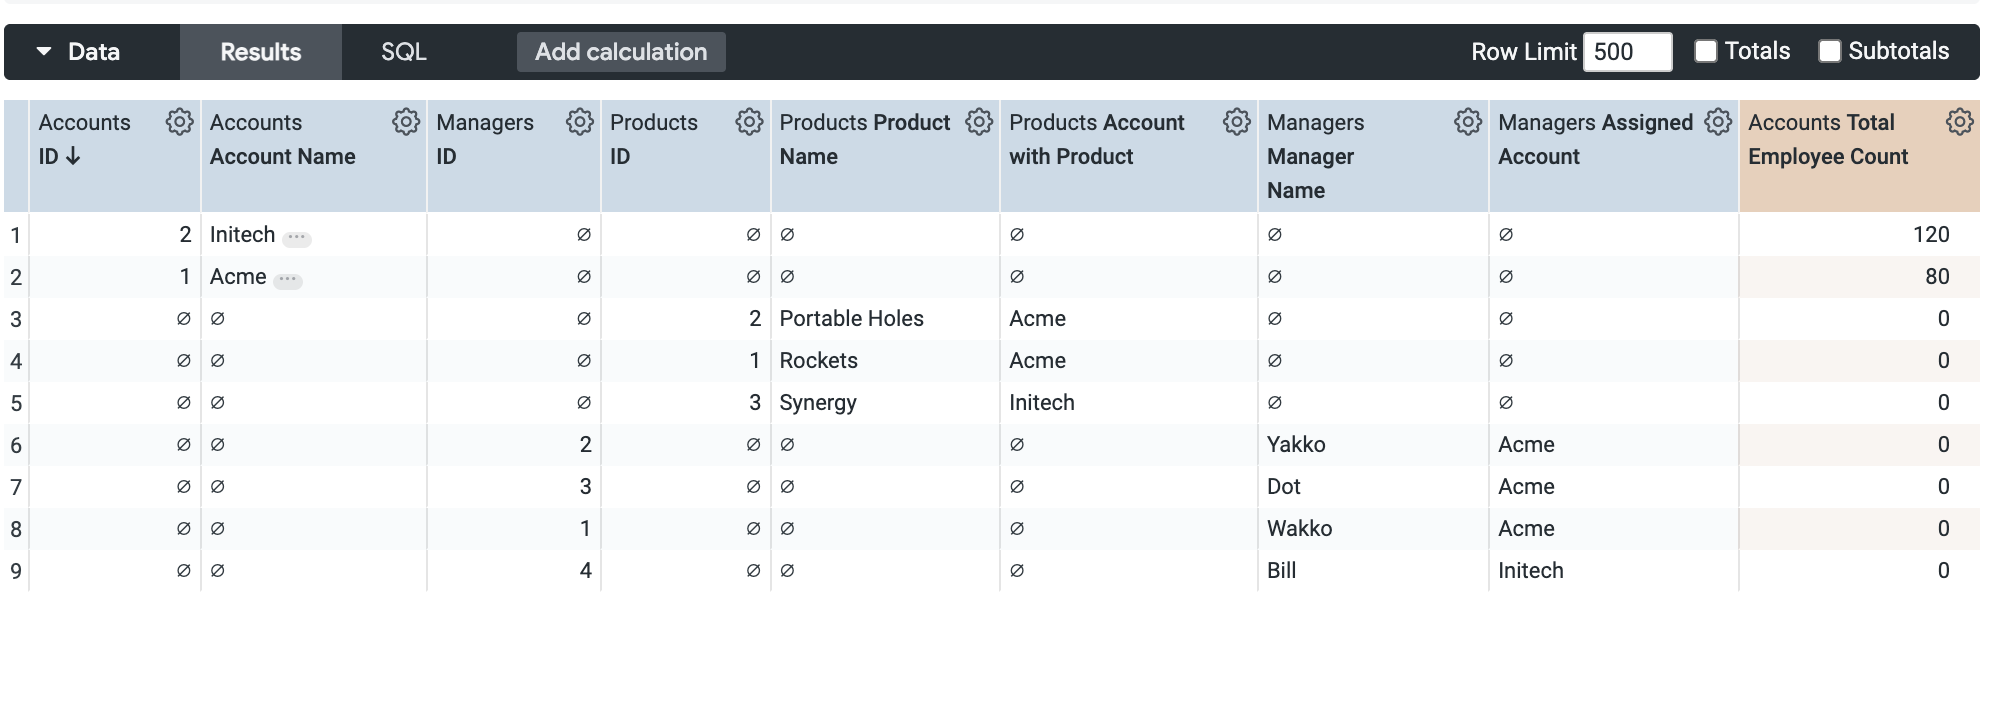 Data Results SQL Add calculation Row Limit 500 Totals Subtotals
Accounts ID ↓ Accounts Account Name Managers ID Products ID Products Product Name Products Account with Product Managers Manager Name Managers Assigned Account Accounts Total Employee Count
1 2 Initech ... ∅ ∅ ∅ ∅ ∅ ∅ 120
2 1 Acme ... ∅ ∅ ∅ ∅ ∅ ∅ 80
3 ∅ ∅ ∅ 2 Portable Holes Acme ∅ ∅ 0
4 ∅ ∅ ∅ 1 Rockets Acme ∅ ∅ 0
5 ∅ ∅ ∅ 3 Synergy Initech ∅ ∅ 0
6 ∅ ∅ 2 ∅ ∅ ∅ Yakko Acme 0
7 ∅ ∅ 3 ∅ ∅ ∅ Dot Acme 0
8 ∅ ∅ 1 ∅ ∅ ∅ Wakko Acme 0
9 ∅ ∅ 4 ∅ ∅ ∅ Bill Initech 0